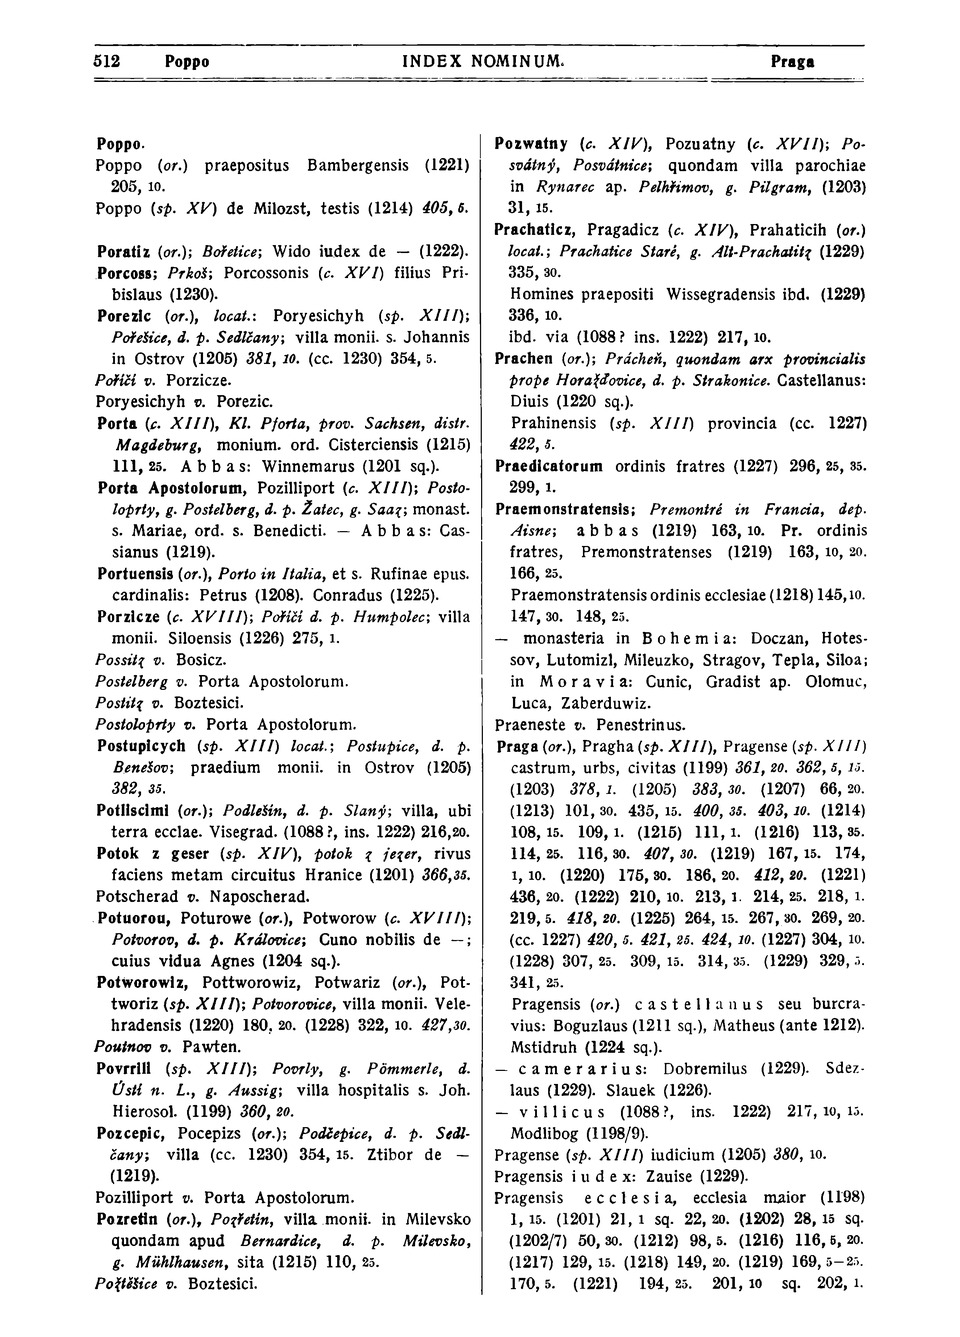 512 Poppo INDEX NOMINUM. Praga
Poppo.
Poppo (or.) praepositus Bambergensis (1221)
205, 10.
Poppo (sp. XV) de Milozst, testis (1214) 405, 5.
Poratiz (or.); Bořetice; Wido iudex de — (1222).
Porcoss; Prkoš; Porcossonis (c. XVI) filius Pri-
bislaus (1230).
Porezic (or.), locat.: Poryesichyh (sp. XIII);
Pořešice, d. p. Sedlčany; villa monii. s. Johannis
in Ostrov (1205) 381, 10. (cc. 1230) 354, 5.
Poříčí v. Porzicze.
Poryesichyh v. Porezic.
Porta (c. XIII), Kl. Pforta, prov. Sachsen, distr.
Magdeburg, monium. ord. Cisterciensis (1215)
111, 25. Abbas: Winnemarus (1201 sq.).
Porta Apostolorum, Pozilliport (c. XIII); Posto-
loprty, g. Postelberg, d. p. Žatec, g. Saaz; monast.
s. Mariae, ord. s. Benedicti. — Abbas: Cas-
sianus (1219).
Portuensis (or.), Porto in Italia, et s. Rufinae epus.
cardinalis: Petrus (1208). Conradus (1225).
Porzicze (c. XVIII); Poříčí d. p. Humpolec; villa
monii. Siloensis (1226) 275, 1.
Possitz v. Bosicz.
Postelberg v. Porta Apostolorum.
Postitz v. Boztesici.
Postoloprty v. Porta Apostolorum.
Postupicych (sp. XIII) locat.; Postupice, d. p.
Benešov; praedium monii. in Ostrov (1205)
382, 35.
Potliscimi (or.); Podlešín, d. p. Slaný; villa, ubi
terra ecclae. Visegrad. (1088?, ins. 1222) 216,20.
Potok z geser (sp. XIV), potok z jezer, rivus
faciens metam circuitus Hranice (1201) 366,35.
Potscherad v. Naposcherad.
Potuorou, Poturowe (or.), Potworow (c. XVIII);
Potvorov, d. p. Královice; Cuno nobilis de —;
cuius vidua Agnes (1204 sq.).
Potworowiz, Pottworowiz, Potwariz (or.), Pot-
tworiz (sp. XIII); Potvorovice, villa monii. Vele-
hradensis (1220) 180, 20. (1228) 322, 10. 427,30.
Poutnov v. Pawten.
Povrrili (sp. XIII); Povrly, g. Pömmerle, d.
Ústí n. L., g. Aussig; villa hospitalis s. Joh.
Hierosol. (1199) 360, 20.
Pozcepic, Pocepizs (or.); Podčepice, d. p. Sedl-
čany; villa (cc. 1230) 354, 15. Ztibor de —
(1219).
Pozilliport v. Porta Apostolorum.
Pozretin (or.), Pozřetín, villa monii. in Milevsko
quondam apud Bernardice, d. p. Milevsko,
g. Mühlhausen, sita (1215) 110, 25.
Požtěšice v. Boztesici.
Pozwatny (c. XIV), Pozuatny (c. XVII); Po-
svátný, Posvátnice; quondam villa parochiae
in Rynarec ap. Pelhřimov, g. Pilgram, (1203)
31, 15.
Prachaticz, Pragadicz (c. XIV), Prahaticih (or.)
locat.; Prachatice Staré, g. Alt-Prachatitz (1229)
335, 30.
Homines praepositi Wissegradensis ibd. (1229)
336, 10.
ibd. via (1088? ins. 1222) 217, 10.
Prachen (or.); Prácheň, quondam arx provincialis
prope Horažďovice, d. p. Strakonice. Castellanus:
Diuis (1220 sq.).
Prahinensis (sp. XIII) provincia (cc. 1227)
422, 5.
Praedicatorum ordinis fratres (1227) 296, 25, 35.
299, 1.
Praemonstratensis; Premontré in Francia, dep.
Aisne; abbas (1219) 163, 10. Pr. ordinis
fratres, Premonstratenses (1219) 163, 10, 20.
166, 25.
Praemonstratensis ordinis ecclesiae (1218) 145,10.
147, 30. 148, 25.
— monasteria in Bohemia: Doczan, Hotes-
sov, Lutomizl, Mileuzko, Stragov, Tepla, Siloa;
in Moravia: Cunic, Gradist ap. Olomuc,
Luca, Zaberduwiz.
Praeneste v. Penestrinus.
Praga (or.), Pragha (sp. XIII), Pragense (sp. XIII)
castrum, urbs, civitas (1199) 361, 20. 362, 5, 15.
(1203) 378, 1. (1205) 383, 30. (1207) 66, 20.
(1213) 101, 30. 435, 15. 400, 35. 403, 10. (1214)
108, 15. 109, 1. (1215) 111, 1. (1216) 113, 35.
114, 25. 116, 30. 407, 30. (1219) 167, 15. 174,
1, 10. (1220) 175, 30. 186, 20. 412, 20. (1221)
436, 20. (1222) 210, 10. 213, 1. 214, 25. 218, 1.
219, 5. 418, 20. (1225) 264, 15. 267, 30. 269, 20.
(cc. 1227) 420, 5. 421, 25. 424, 10. (1227) 304, 10.
(1228) 307, 25. 309, 15. 314, 35. (1229) 329, 5.
341, 25.
Pragensis (or.) castellanus seu burcra-
vius: Boguzlaus (1211 sq.), Matheus (ante 1212).
Mstidruh (1224 sq.).
— camerarius: Dobremilus (1229). Sdez-
laus (1229). Slauek (1226).
— villicus (1088?, ins. 1222) 217, 10, 15.
Modlibog (1198/9).
Pragense (sp. XIII) iudicium (1205) 380, 10.
Pragensis iudex: Zauise (1229).
Pragensis ecclesia, ecclesia maior (1198)
1, 15. (1201) 21, 1 sq. 22, 20. (1202) 28, 15 sq.
(1202/7) 50, 30. (1212) 98, 5. (1216) 116, 5, 20.
(1217) 129, 15. (1218) 149, 20. (1219) 169, 5—25.
170, 5. (1221) 194, 25. 201, 10 sq. 202, 1.